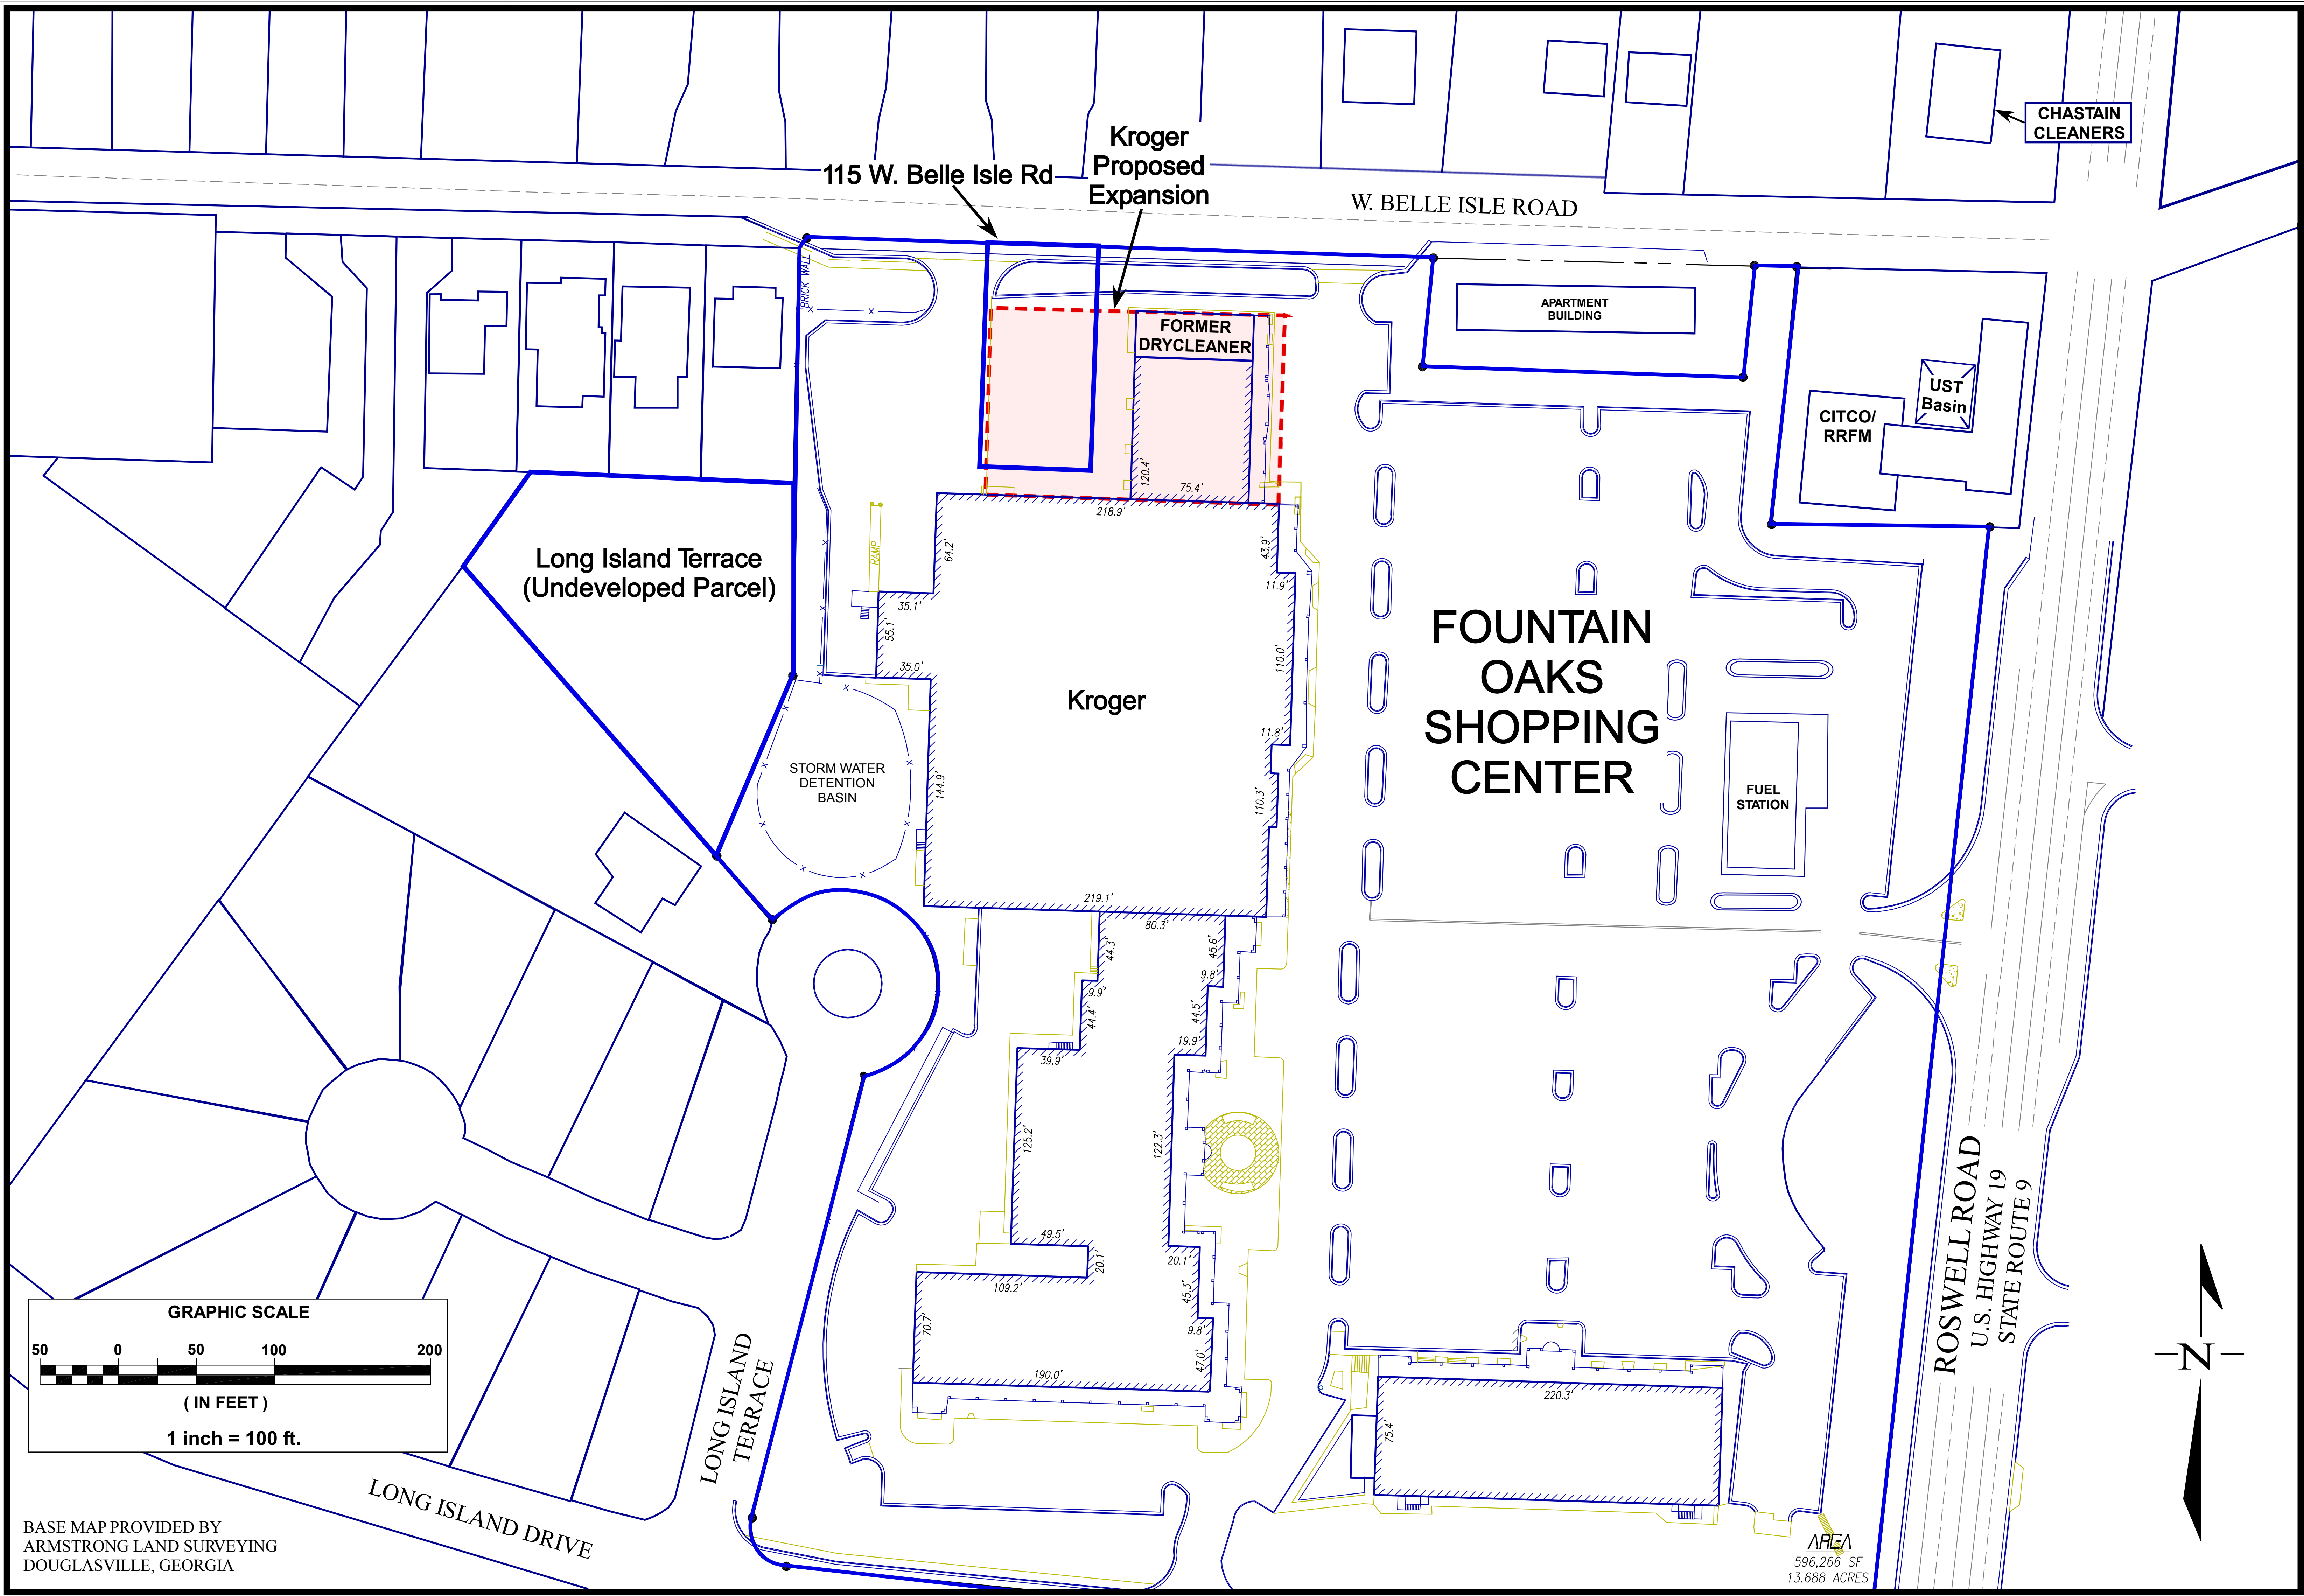 CHASTAIN
CLEANERS
Kroger
Proposed
Expansion
115 W. Belle Isle Rd
W. BELLE ISLE ROAD
BRICK WALL
APARTMENT
BUILDING
FORMER
DRYCLEANER
UST
Basin
CITCO/
RRFM
120.4'
75.4'
218.9'
Long Island Terrace
(Undeveloped Parcel)
RAMP
64.2'
43.9'
11.9'
35.1'
55.1'
35.0'
110.0'
FOUNTAIN
OAKS
SHOPPING
CENTER
Kroger
11.8'
STORM WATER
DETENTION
BASIN
144.9'
110.3'
FUEL
STATION
219.1'
80.3'
44.3'
45.6'
9.8'
9.9'
44.4'
44.5'
19.9'
39.9'
125.2'
122.3'
49.5'
20.1'
20.1'
109.2'
45.3'
70.7'
9.8'
47.0'
190.0'
220.3'
75.4'
ROSWELL ROAD
U.S. HIGHWAY 19
STATE ROUTE 9
N
GRAPHIC SCALE
50 0 50 100 200
( IN FEET )
1 inch = 100 ft.
LONG ISLAND
TERRACE
LONG ISLAND DRIVE
BASE MAP PROVIDED BY
ARMSTRONG LAND SURVEYING
DOUGLASVILLE, GEORGIA
AREA
596,266 SF
13.688 ACRES